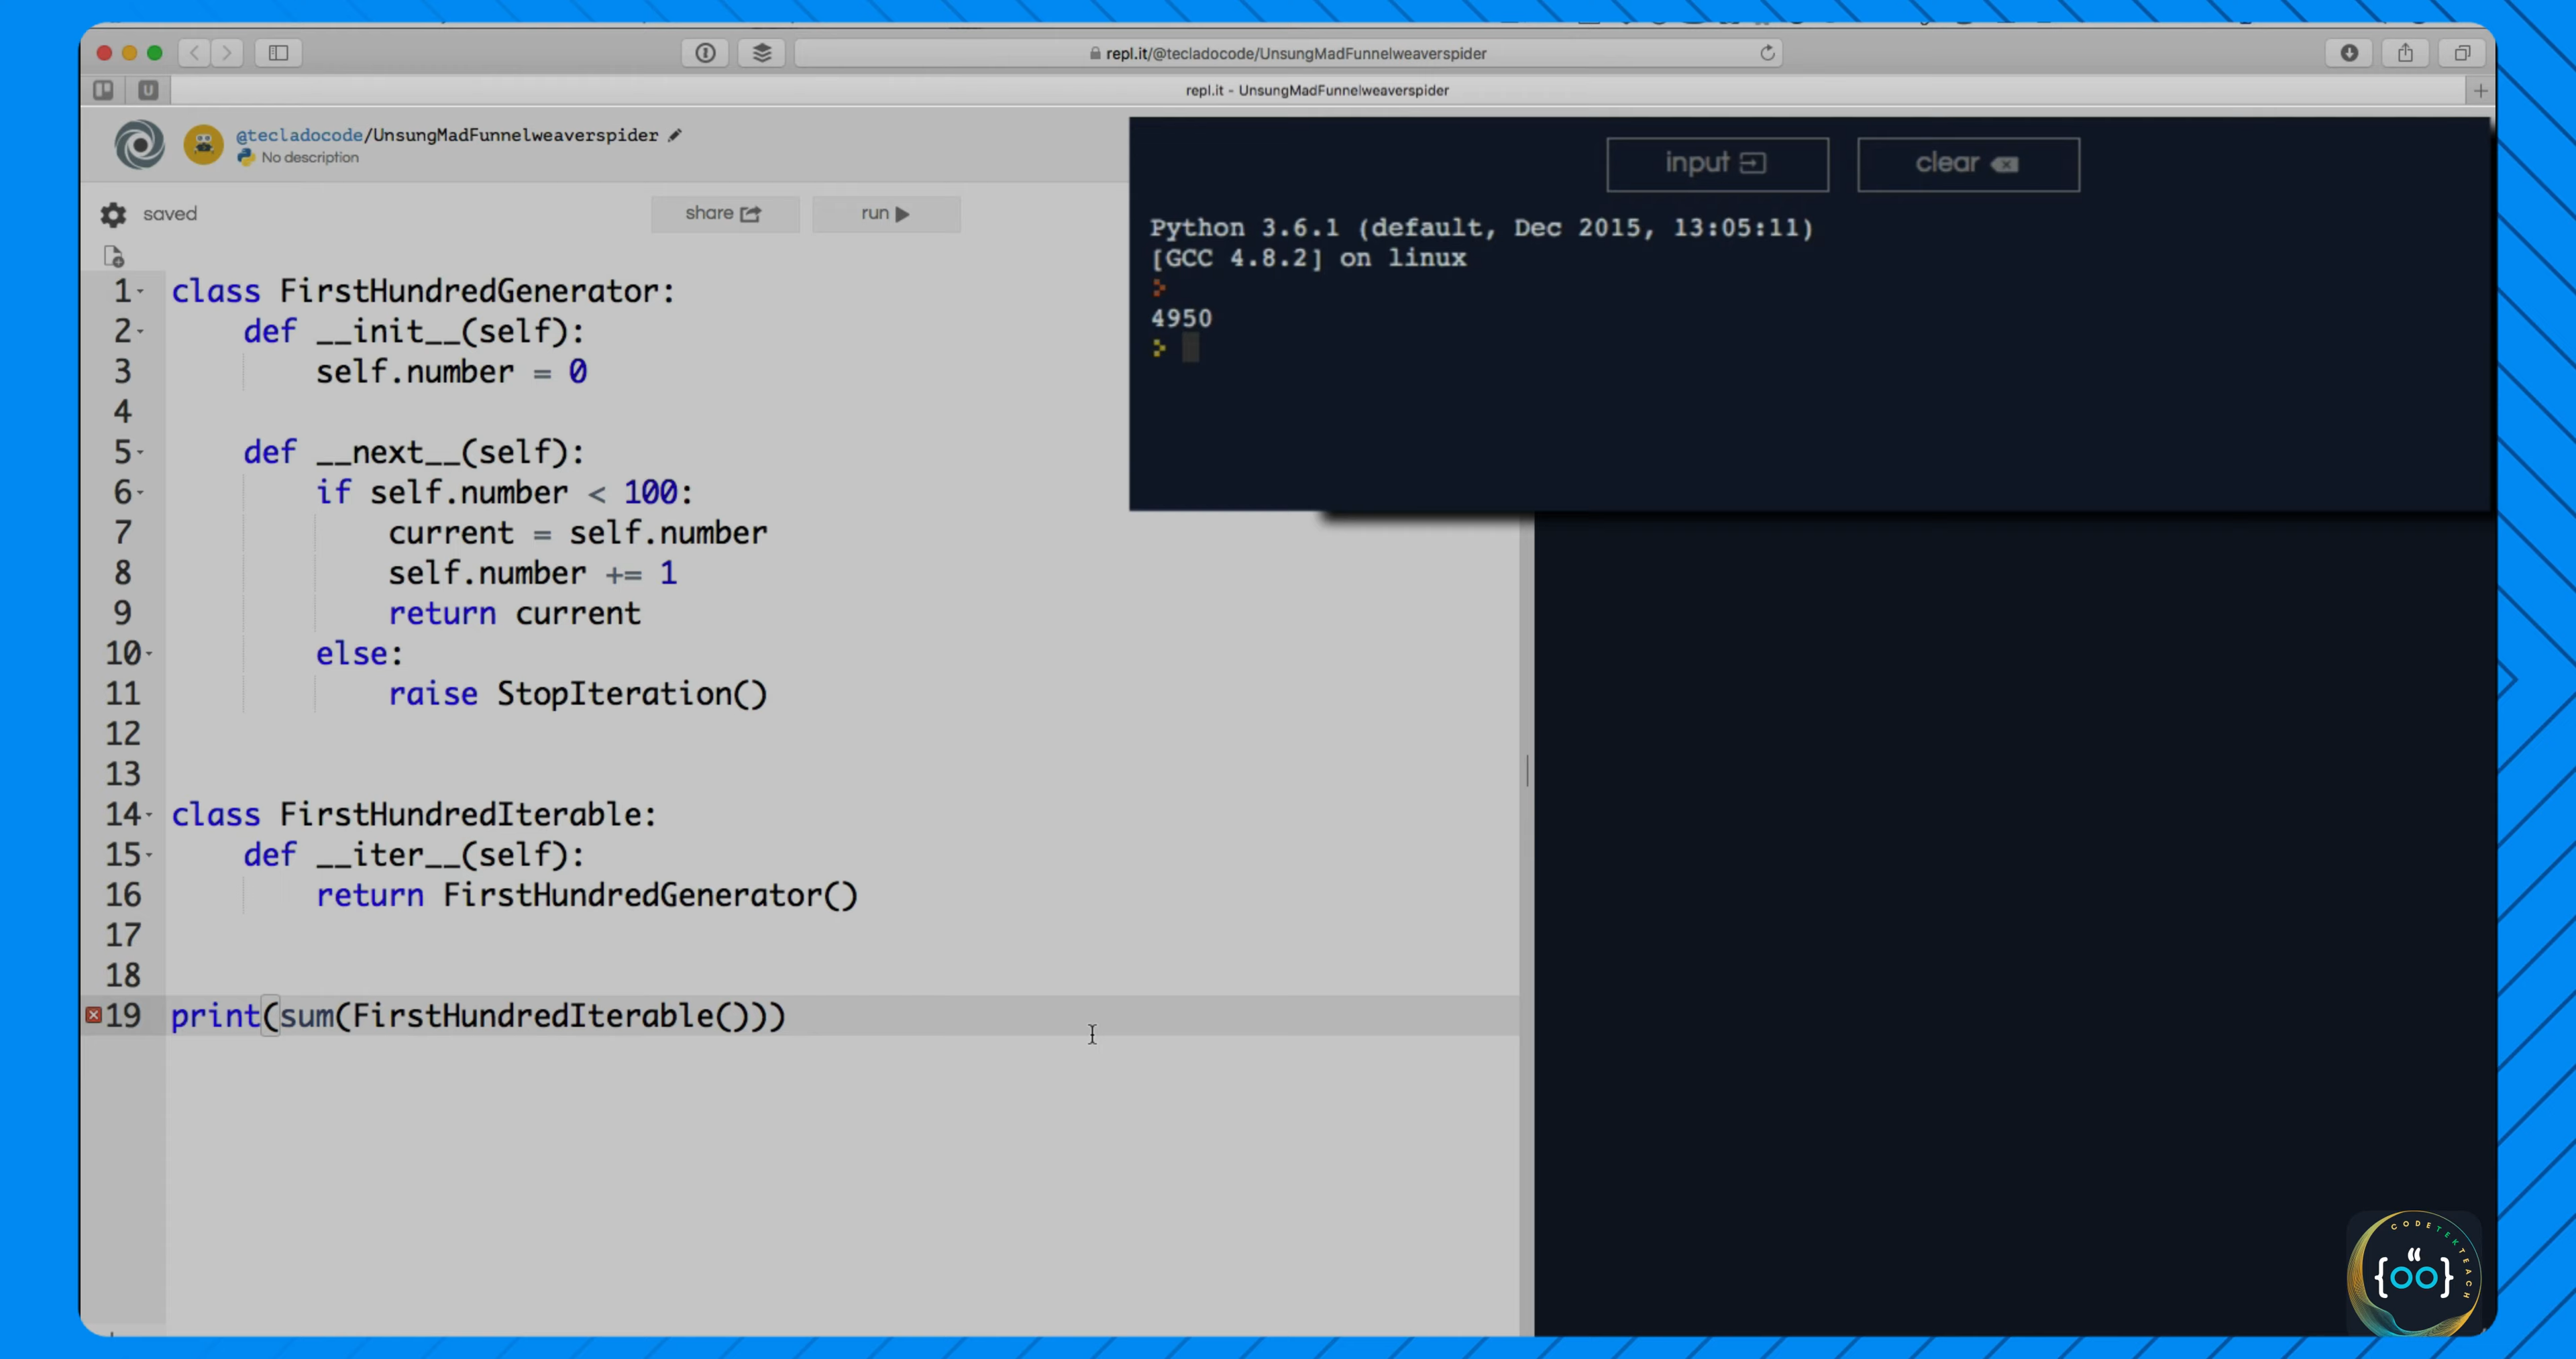 repl.it/@tecladocode/UnsungMadFunnelweaverspider
U
repl.it - UnsungMadFunnelweaverspider
@tecladocode/UnsungMadFunnelweaverspider
No description
saved
share
run
1 class FirstHundredGenerator:
2 def __init__(self):
3 self.number = 0
4
5 def __next__(self):
6 if self.number < 100:
7 current = self.number
8 self.number += 1
9 return current
10 else:
11 raise StopIteration()
12
13
14 class FirstHundredIterable:
15 def __iter__(self):
16 return FirstHundredGenerator()
17
18
19 print(sum(FirstHundredIterable()))
input
clear
Python 3.6.1 (default, Dec 2015, 13:05:11)
[GCC 4.8.2] on linux
4950
CODETEKTEACH